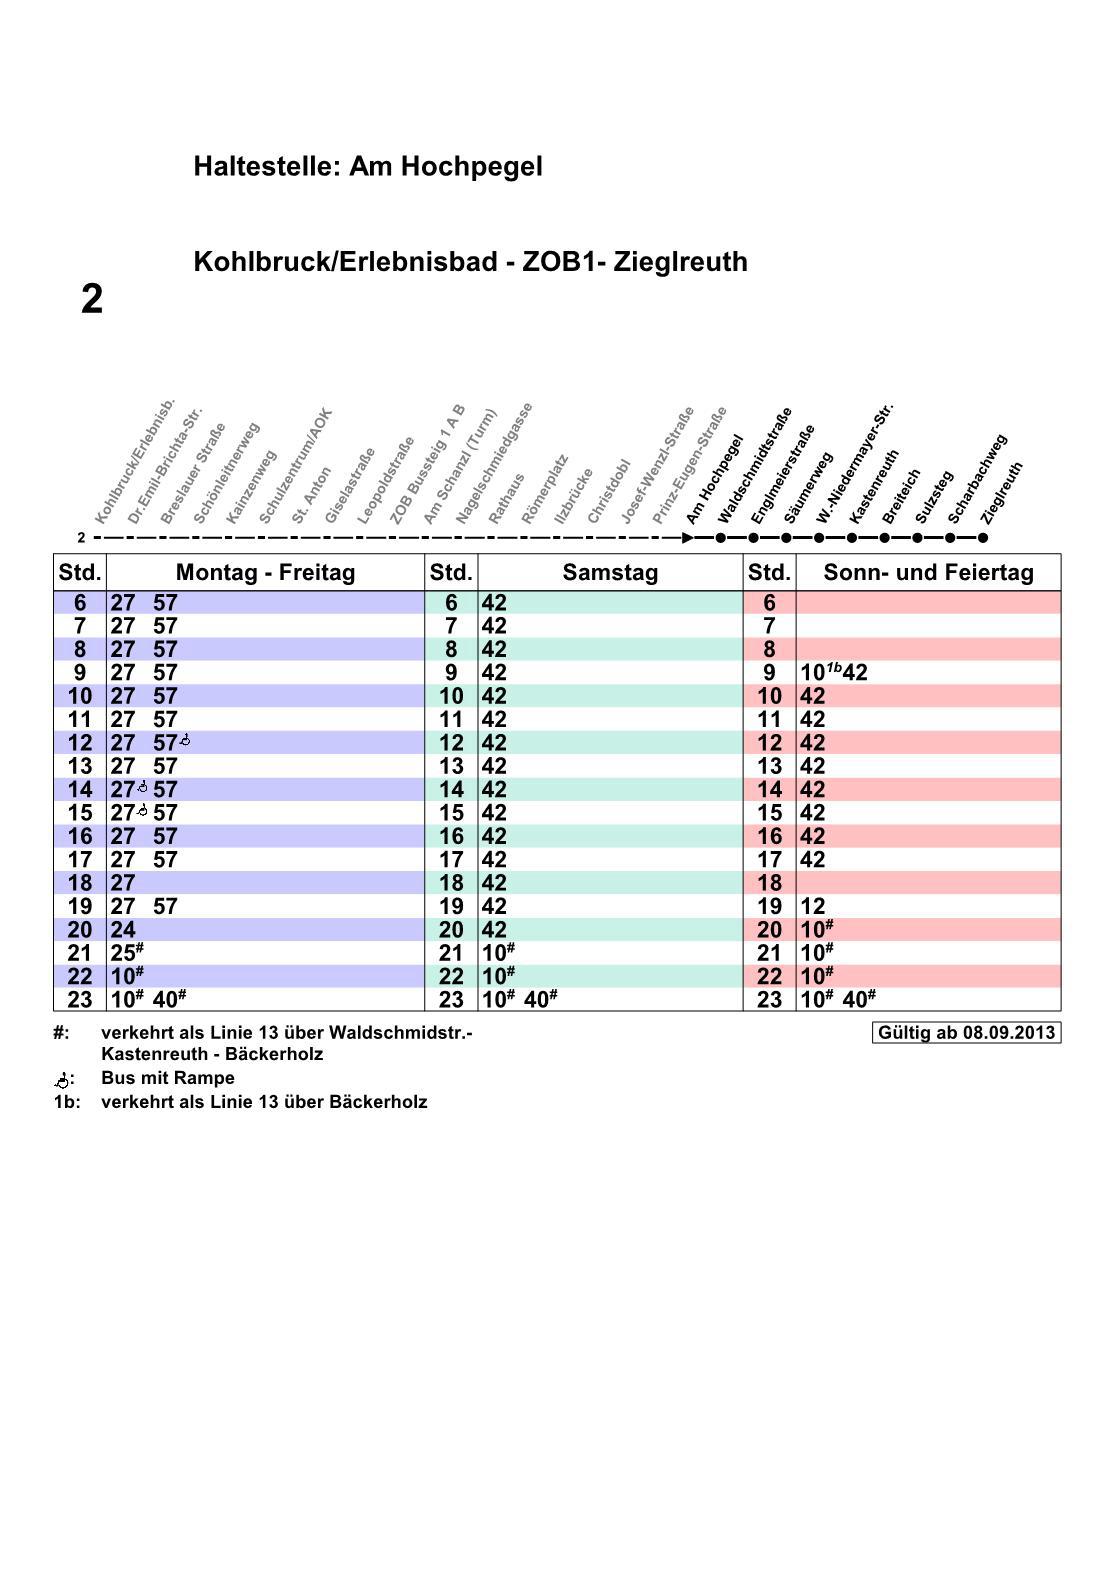 Haltestelle: Am Hochpegel
Kohlbruck/Erlebnisbad - ZOB1- Zieglreuth
2
Kohlbruck/Erlebnisb.
Dr.Emil-Brichta-Str.
Breslauer Straße
Schönleitnerweg
Kainzenweg
Schulzentrum/AOK
St. Anton
Giselastraße
Leopoldstraße
ZOB Bussteig 1 A B
Am Schanzl (Turm)
Nagelschmiedgasse
Rathaus
Römerplatz
Ilzbrücke
Christdobl
Josef-Wenzl-Straße
Prinz-Eugen-Straße
Am Hochpegel
Waldschmidtstraße
Englmeierstraße
Säumerweg
W.-Niedermayer-Str.
Kastenreuth
Breiteich
Sulzsteg
Scharbachweg
Zieglreuth
2
Std. Montag - Freitag Std. Samstag Std. Sonn- und Feiertag
6 27 57 6 42 6
7 27 57 7 42 7
8 27 57 8 42 8
9 27 57 9 42 9 10 1b 42
10 27 57 10 42 10 42
11 27 57 11 42 11 42
12 27 57 12 42 12 42
13 27 57 13 42 13 42
14 27 57 14 42 14 42
15 27 57 15 42 15 42
16 27 57 16 42 16 42
17 27 57 17 42 17 42
18 27 18 42 18
19 27 57 19 42 19 12
20 24 20 42 20 10#
21 25# 21 10# 21 10#
22 10# 22 10# 22 10#
23 10# 40# 23 10# 40# 23 10# 40#
#: verkehrt als Linie 13 über Waldschmidstr.-
Kastenreuth - Bäckerholz
Gültig ab 08.09.2013
: Bus mit Rampe
1b: verkehrt als Linie 13 über Bäckerholz